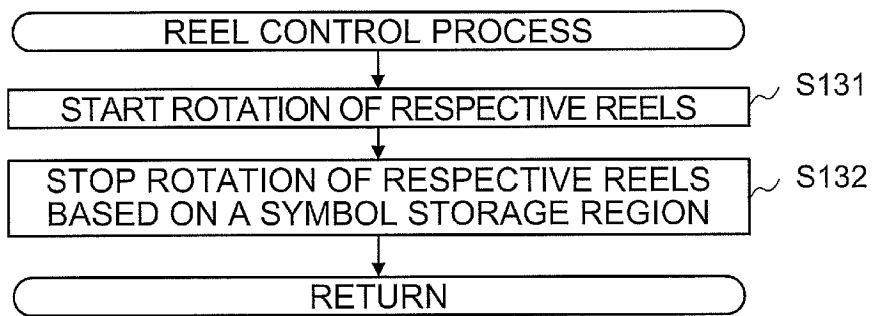 REEL CONTROL PROCESS
START ROTATION OF RESPECTIVE REELS
S131
STOP ROTATION OF RESPECTIVE REELS
BASED ON A SYMBOL STORAGE REGION
S132
RETURN